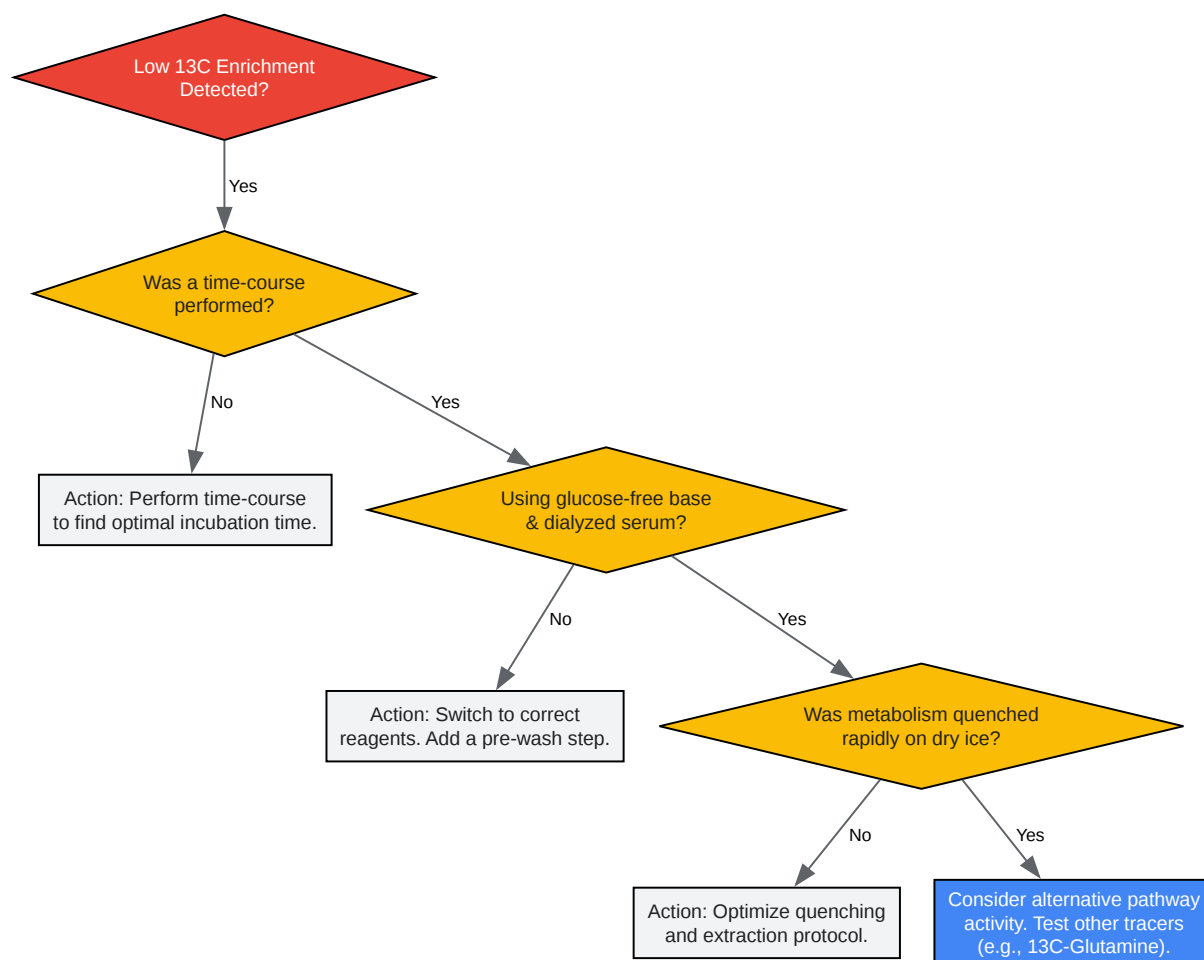 Low 13C Enrichment
Detected?
Yes
Was a time-course
performed?
No
Yes
Action: Perform time-course
to find optimal incubation time.
Using glucose-free base
& dialyzed serum?
No
Yes
Action: Switch to correct
reagents. Add a pre-wash step.
Was metabolism quenched
rapidly on dry ice?
No
Yes
Action: Optimize quenching
and extraction protocol.
Consider alternative pathway
activity. Test other tracers
(e.g., 13C-Glutamine).